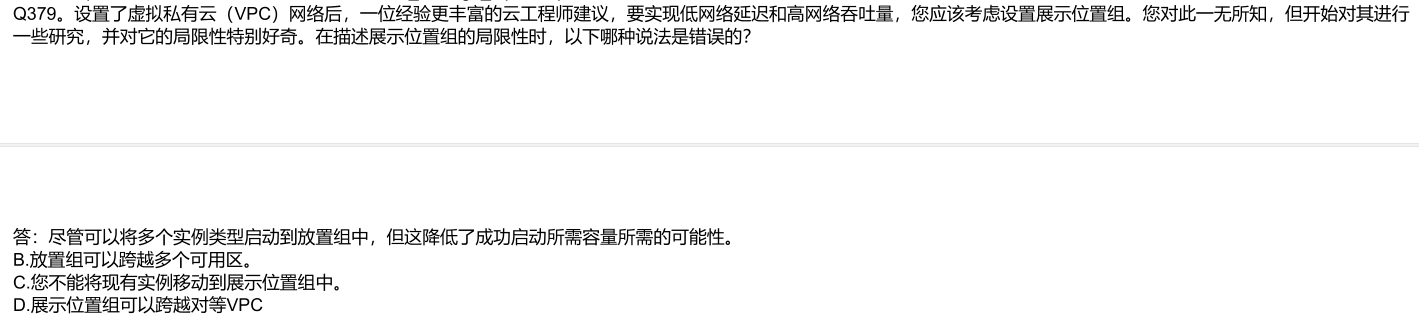 Q379。设置了虚拟私有云（VPC）网络后，一位经验更丰富的云工程师建议，要实现低网络延迟和高网络吞吐量，您应该考虑设置展示位置组。您对此一无所知，但开始对其进行
一些研究，并对它的局限性特别好奇。在描述展示位置组的局限性时，以下哪种说法是错误的？
答：尽管可以将多个实例类型启动到放置组中，但这降低了成功启动所需容量所需的可能性。
B.放置组可以跨越多个可用区。
C.您不能将现有实例移动到展示位置组中。
D.展示位置组可以跨越对等VPC